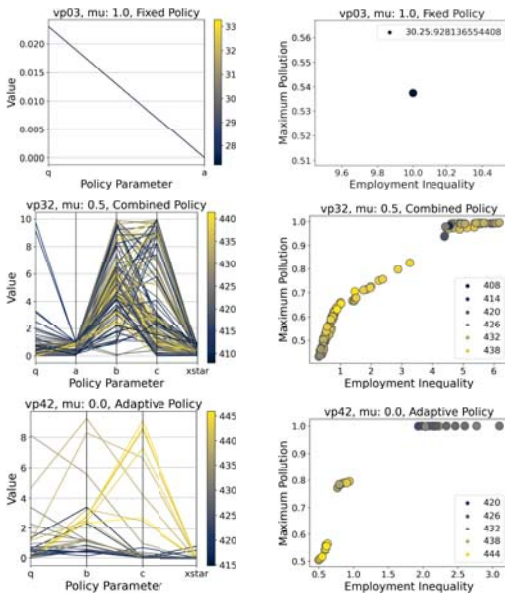 vp03, mu: 1.0, Fixed Policy
0.020
0.015
0.010
0.005
0.000
Value
q
a
Policy Parameter
33
32
31
30
29
28
vp03, mu: 1.0, Fixed Policy
30.25928136554408
0.56
0.55
0.54
0.53
0.52
0.51
Maximum Pollution
9.6
9.8
10.0
10.2
10.4
Employment Inequality
vp32, mu: 0.5, Combined Policy
10
8
6
4
2
0
Value
q
a
b
c
xstar
Policy Parameter
440
435
430
425
420
415
410
vp32, mu: 0.5, Combined Policy
1.0
0.9
0.8
0.7
0.6
0.5
Maximum Pollution
408
414
420
426
432
438
1
2
3
4
5
6
Employment Inequality
vp42, mu: 0.0, Adaptive Policy
8
6
4
2
0
Value
q
b
c
xstar
Policy Parameter
445
440
435
430
425
420
415
vp42, mu: 0.0, Adaptive Policy
1.0
0.9
0.8
0.7
0.6
0.5
Maximum Pollution
420
426
432
438
444
0.5
1.0
1.5
2.0
2.5
3.0
Employment Inequality